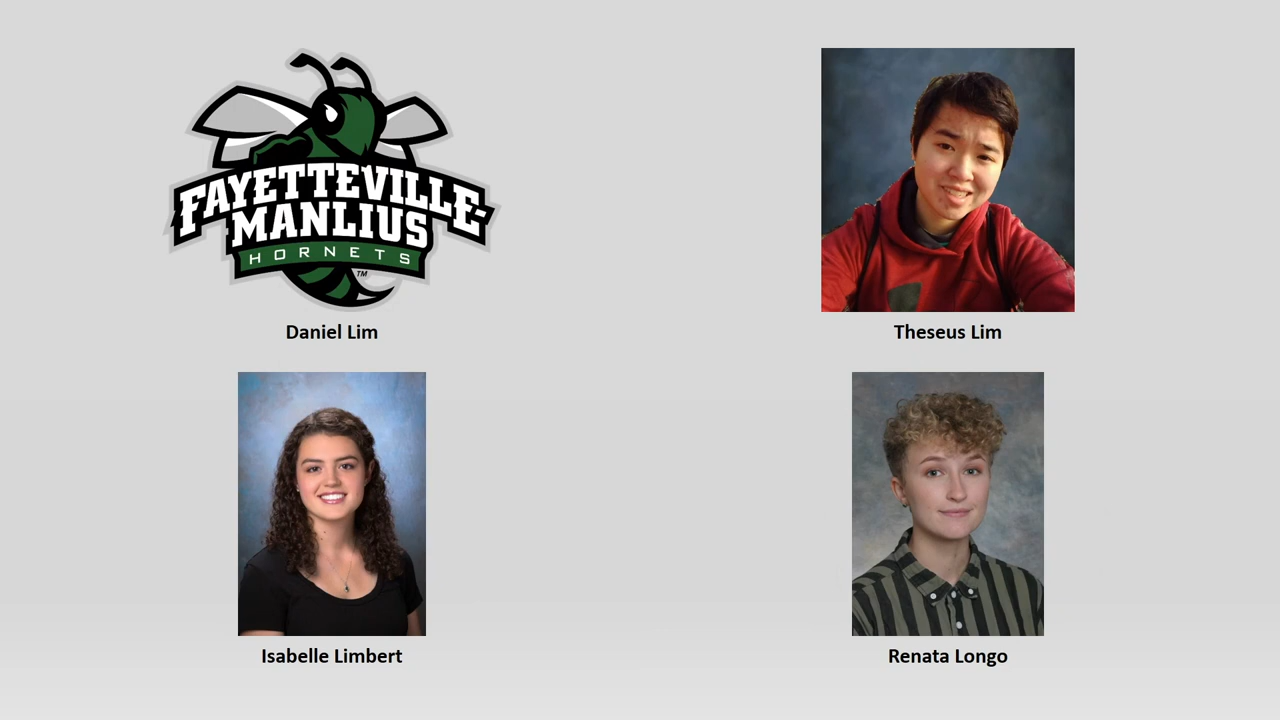 FAYETTEVILLE-
MANLIUS
HORNETS
TM
Daniel Lim
Theseus Lim
Isabelle Limbert
Renata Longo